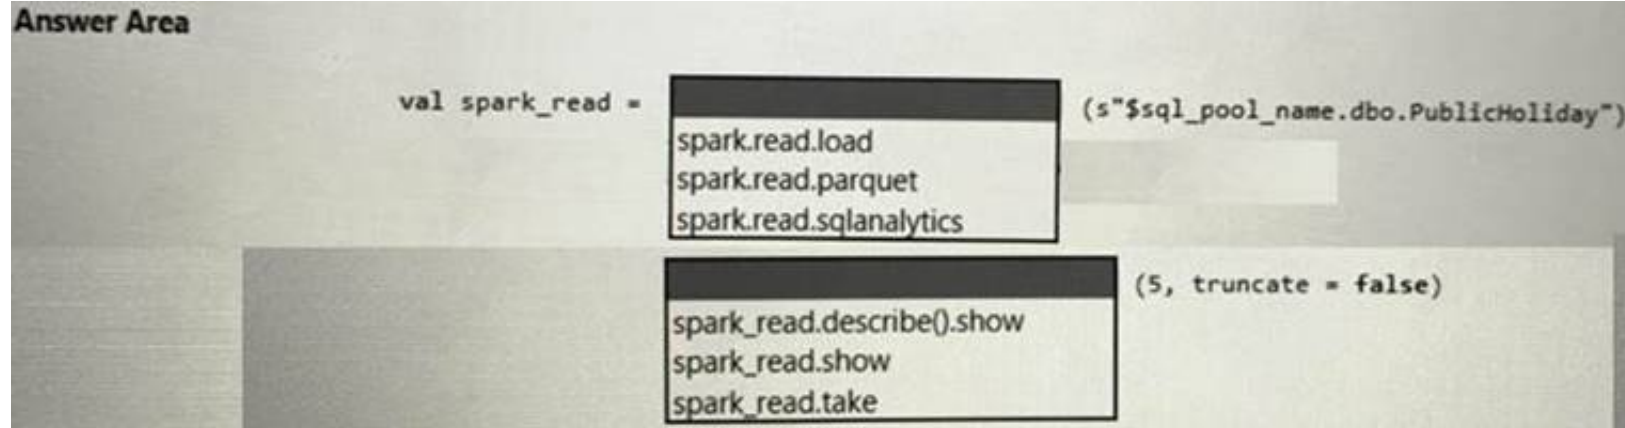 Answer Area
val spark_read = (s"$sql_pool_name.dbo.PublicHoliday")
spark.read.load
spark.read.parquet
spark.read.sqlanalytics
(5, truncate = false)
spark_read.describe().show
spark_read.show
spark_read.take